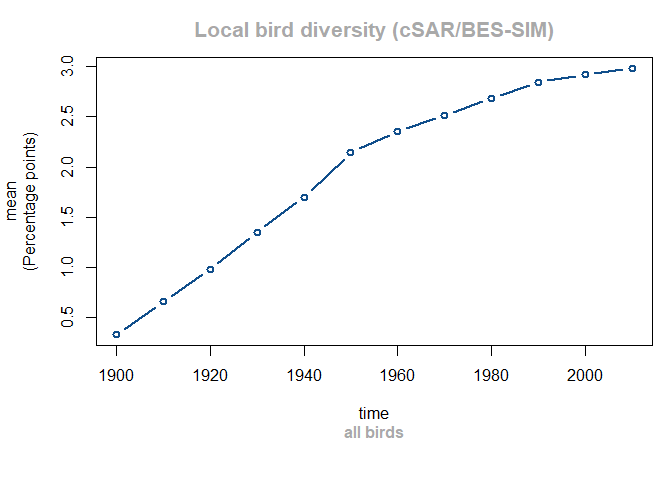 Local bird diversity (cSAR/BES-SIM)
mean
(Percentage points)
3.0
2.5
2.0
1.5
1.0
0.5
1900 1920 1940 1960 1980 2000
time
all birds